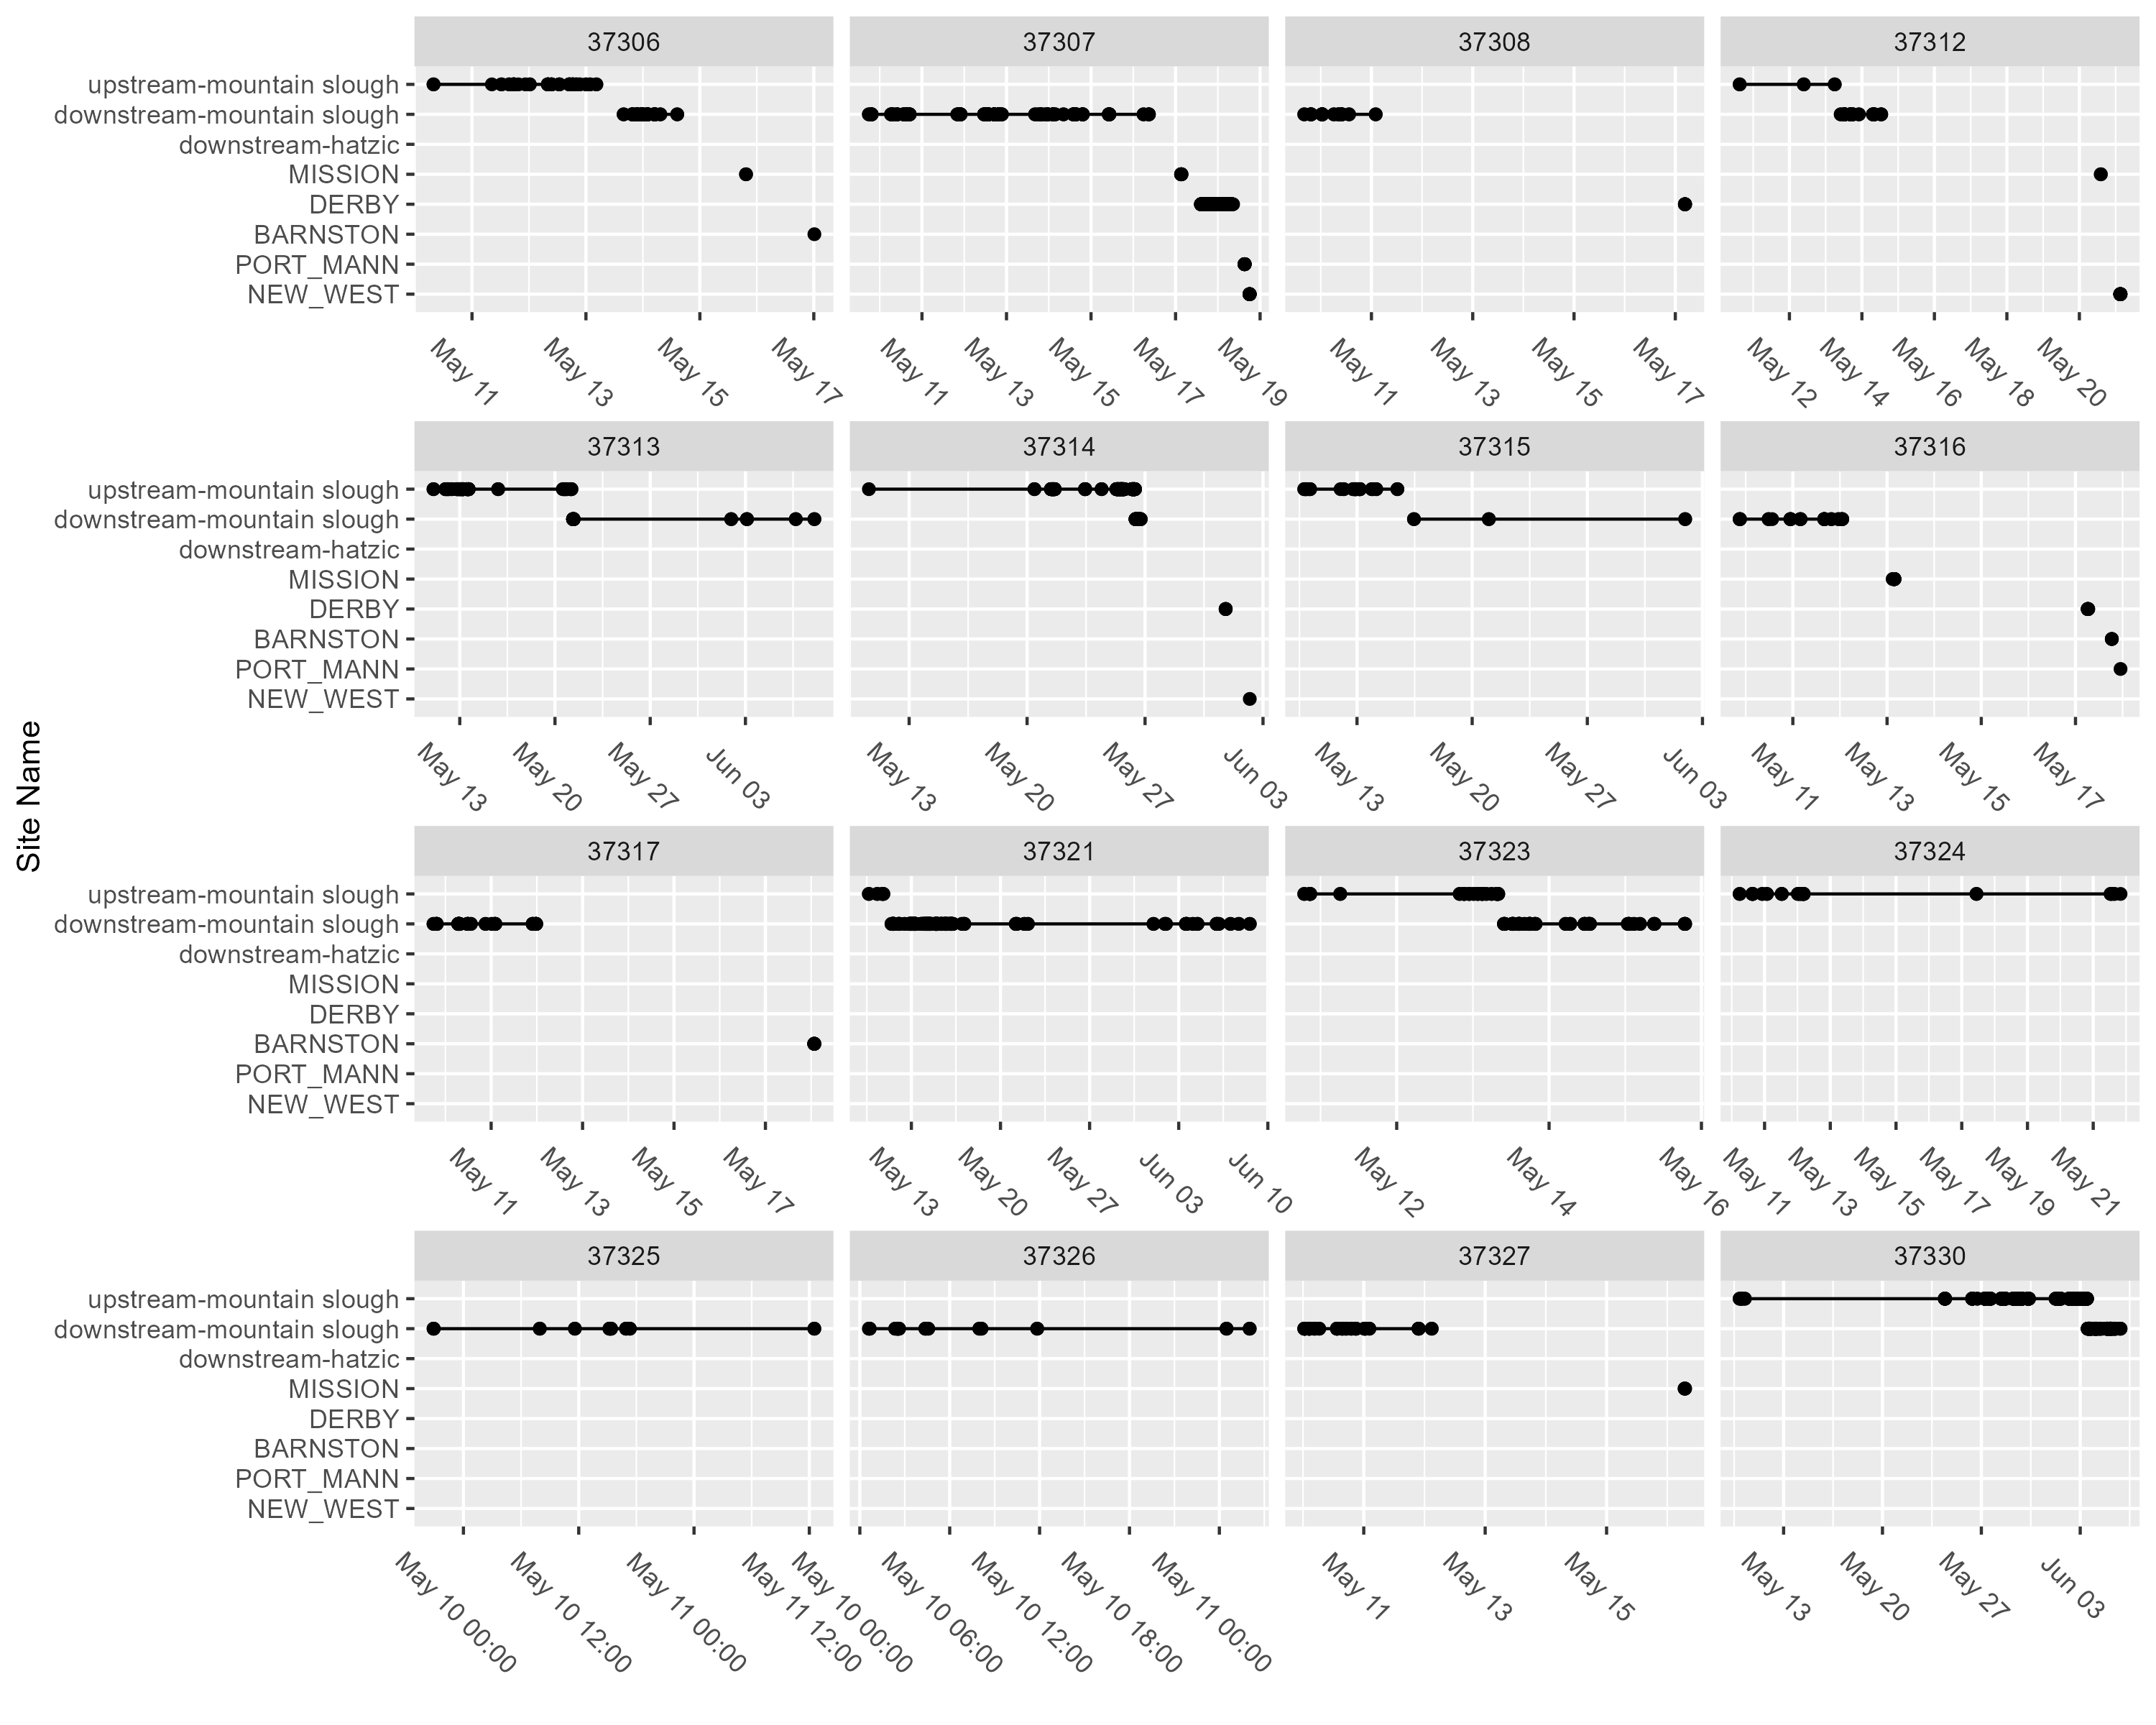 37306 37307 37308 37312
upstream-mountain slough
downstream-mountain slough
downstream-hatzic
MISSION
DERBY
BARNSTON
PORT_MANN
NEW_WEST
May 11 May 13 May 15 May 17 May 11 May 13 May 15 May 17 May 19 May 11 May 13 May 15 May 17 May 12 May 14 May 16 May 18 May 20
37313 37314 37315 37316
upstream-mountain slough
downstream-mountain slough
downstream-hatzic
MISSION
DERBY
BARNSTON
PORT_MANN
NEW_WEST
May 13 May 20 May 27 Jun 03 May 13 May 20 May 27 Jun 03 May 13 May 20 May 27 Jun 03 May 11 May 13 May 15 May 17
Site Name
37317 37321 37323 37324
upstream-mountain slough
downstream-mountain slough
downstream-hatzic
MISSION
DERBY
BARNSTON
PORT_MANN
NEW_WEST
May 11 May 13 May 15 May 17 May 13 May 20 May 27 Jun 03 Jun 10 May 12 May 14 May 16 May 11 May 13 May 15 May 17 May 19 May 21
37325 37326 37327 37330
upstream-mountain slough
downstream-mountain slough
downstream-hatzic
MISSION
DERBY
BARNSTON
PORT_MANN
NEW_WEST
May 10 00:00 May 10 12:00 May 11 00:00 May 11 12:00 May 10 00:00 May 10 06:00 May 10 12:00 May 10 18:00 May 11 00:00 May 11 May 13 May 15 May 13 May 20 May 27 Jun 03